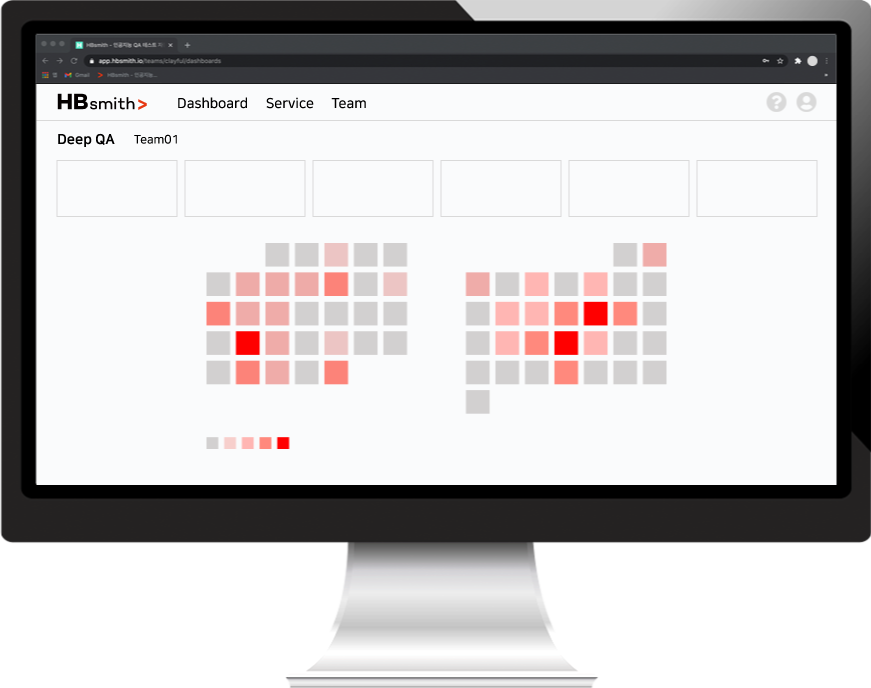 HBsmith - 인공지능 QA 테스트 자
app.hbsmith.io/teams/clayful/dashboards
Gmail
HBsmith - 인공지능...
HBsmith>
Dashboard Service Team
?
Deep QA Team01